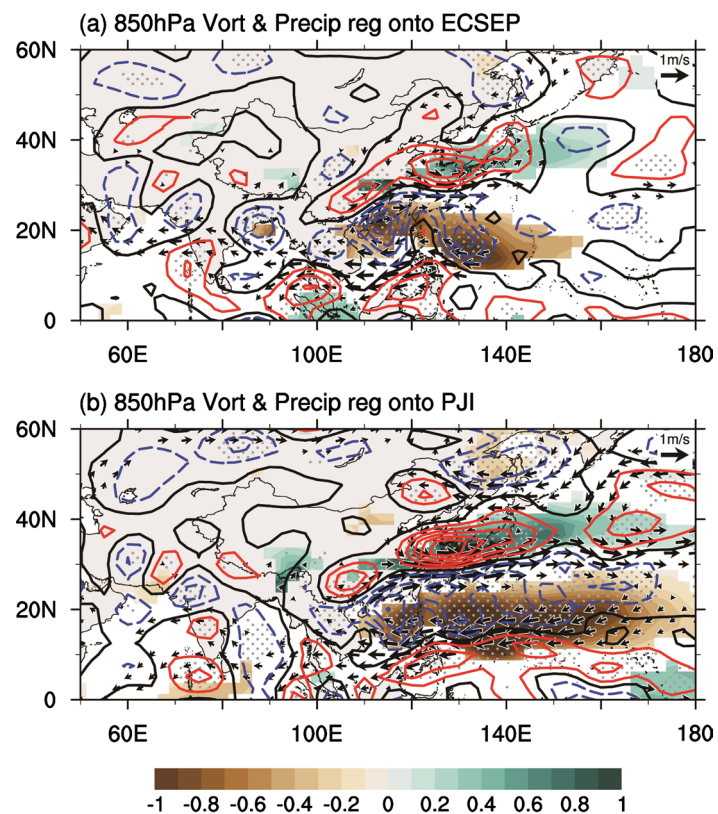 (a) 850hPa Vort & Precip reg onto ECSEP
60N
1m/s
40N
20N
0
60E 100E 140E 180
(b) 850hPa Vort & Precip reg onto PJI
60N
1m/s
40N
20N
0
60E 100E 140E 180
-1 -0.8 -0.6 -0.4 -0.2 0 0.2 0.4 0.6 0.8 1